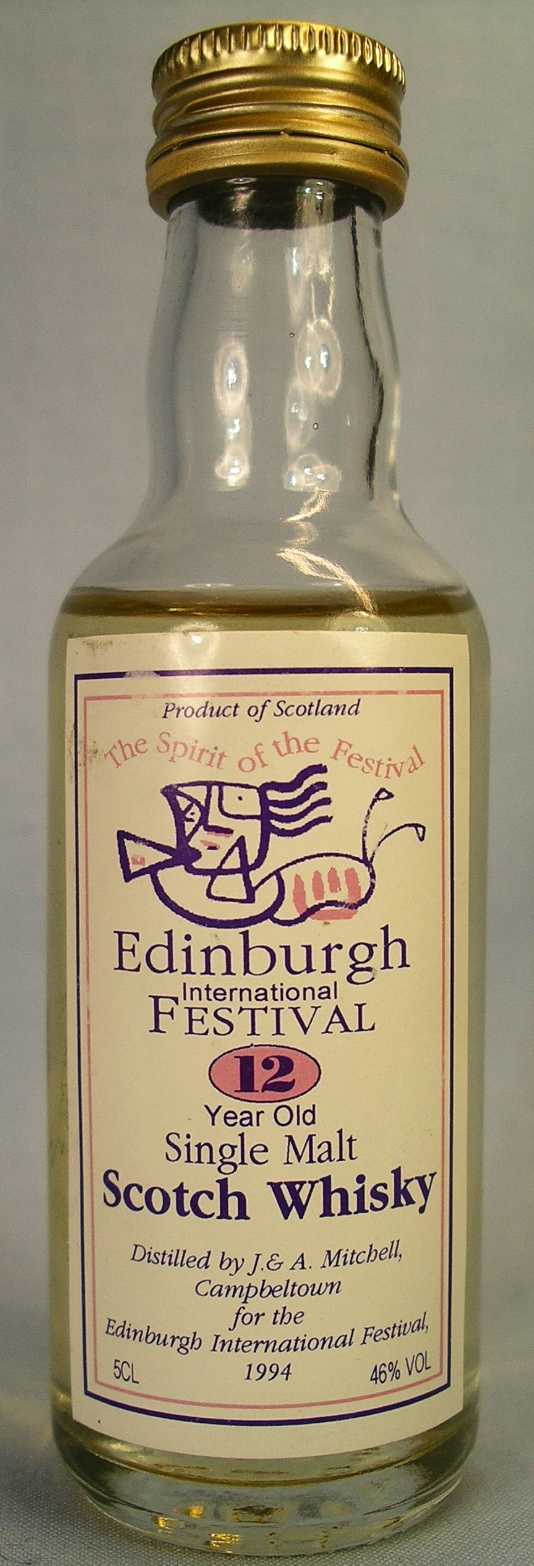 Product of Scotland
The Spirit of the Festival
Edinburgh
International
FESTIVAL
12
Year Old
Single Malt
Scotch Whisky
Distilled by J.& A. Mitchell,
Campbeltown
for the
Edinburgh International Festival,
5CL 1994 46% VOL